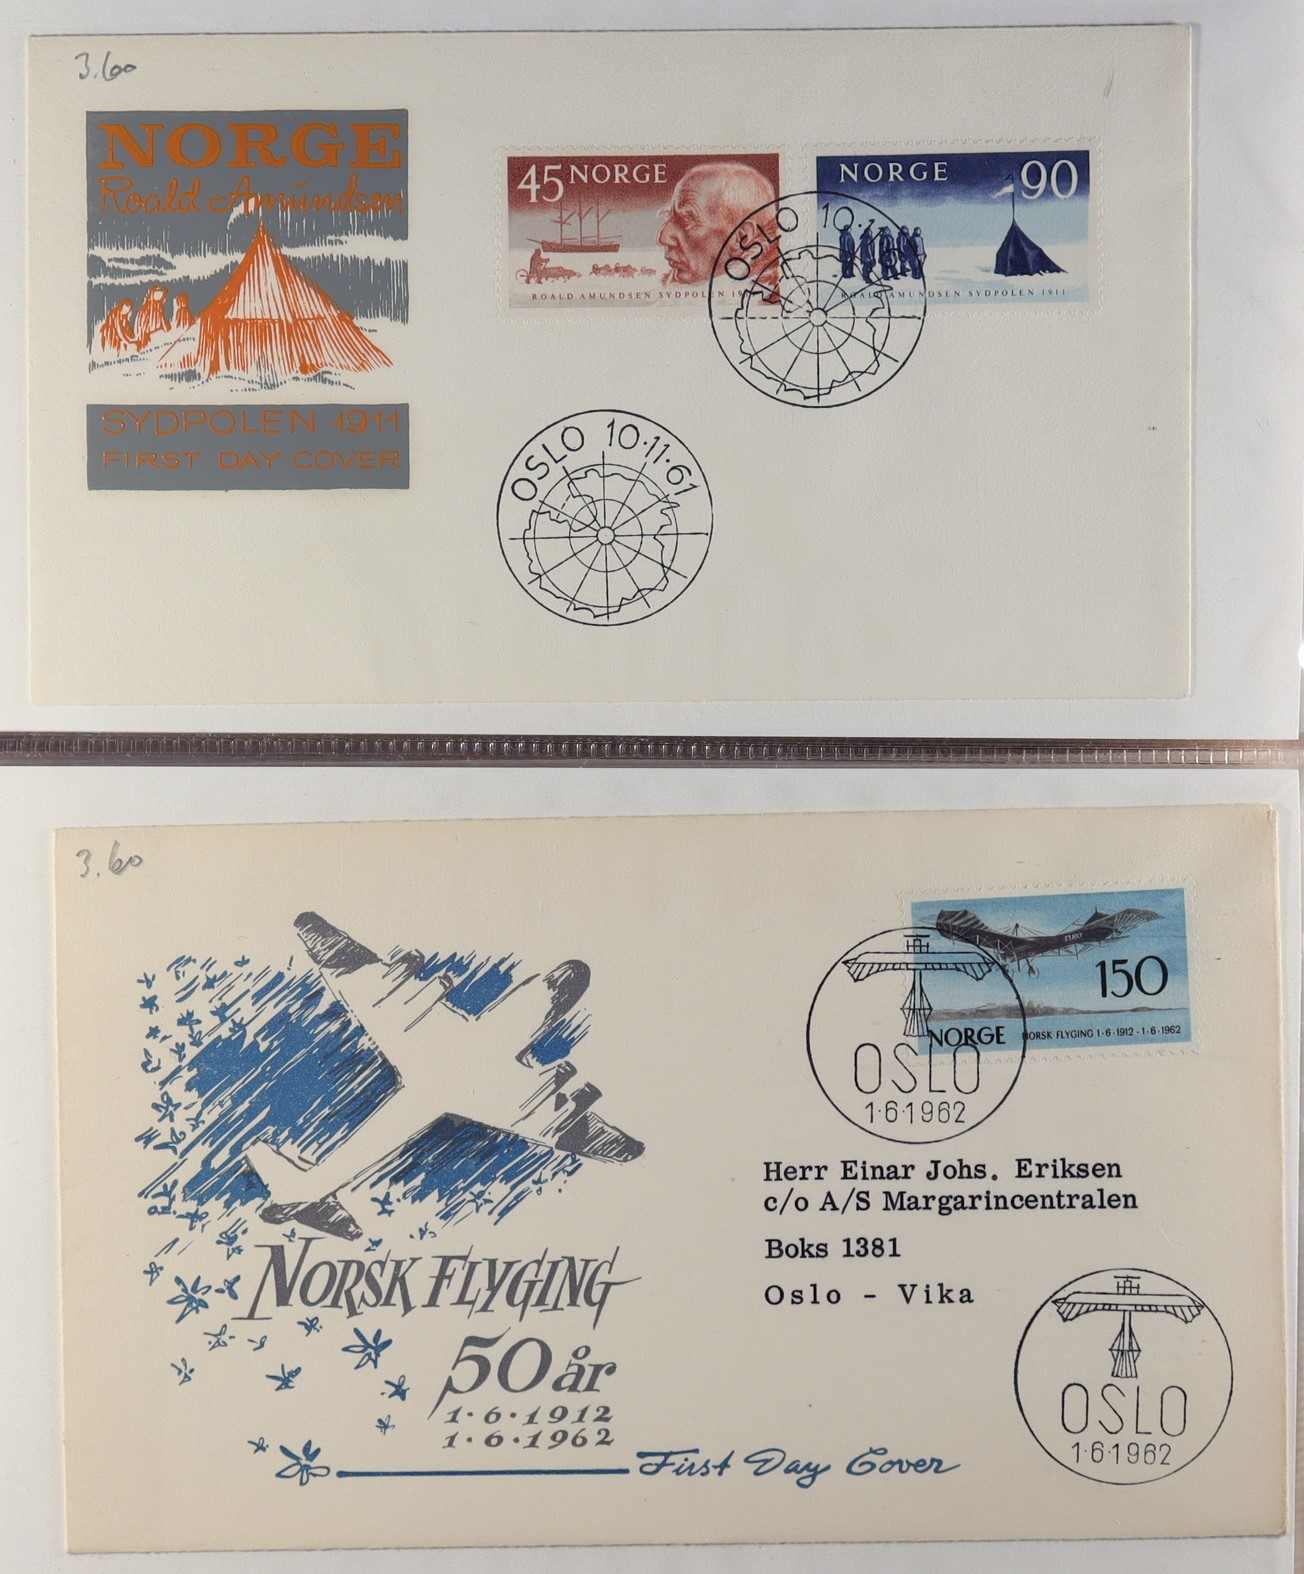 3.60
NORGE
Roald Amundsen
SYDPOLEN 1911
FIRST DAY COVER
45 NORGE
ROALD AMUNDSEN SYDPOLEN
NORGE 90
ROALD AMUNDSEN SYDPOLEN 1911
OSLO 10.
OSLO 10·11·61
3.60
150
NORGE NORSK FLYGING 1·6·1912 - 1·6·1962
OSLO
1·6·1962
Herr Einar Johs. Eriksen
c/o A/S Margarincentralen
Boks 1381
Oslo - Vika
NORSK FLYGING
50 år
1·6·1912
1·6·1962
First Day Cover
OSLO
1·6·1962